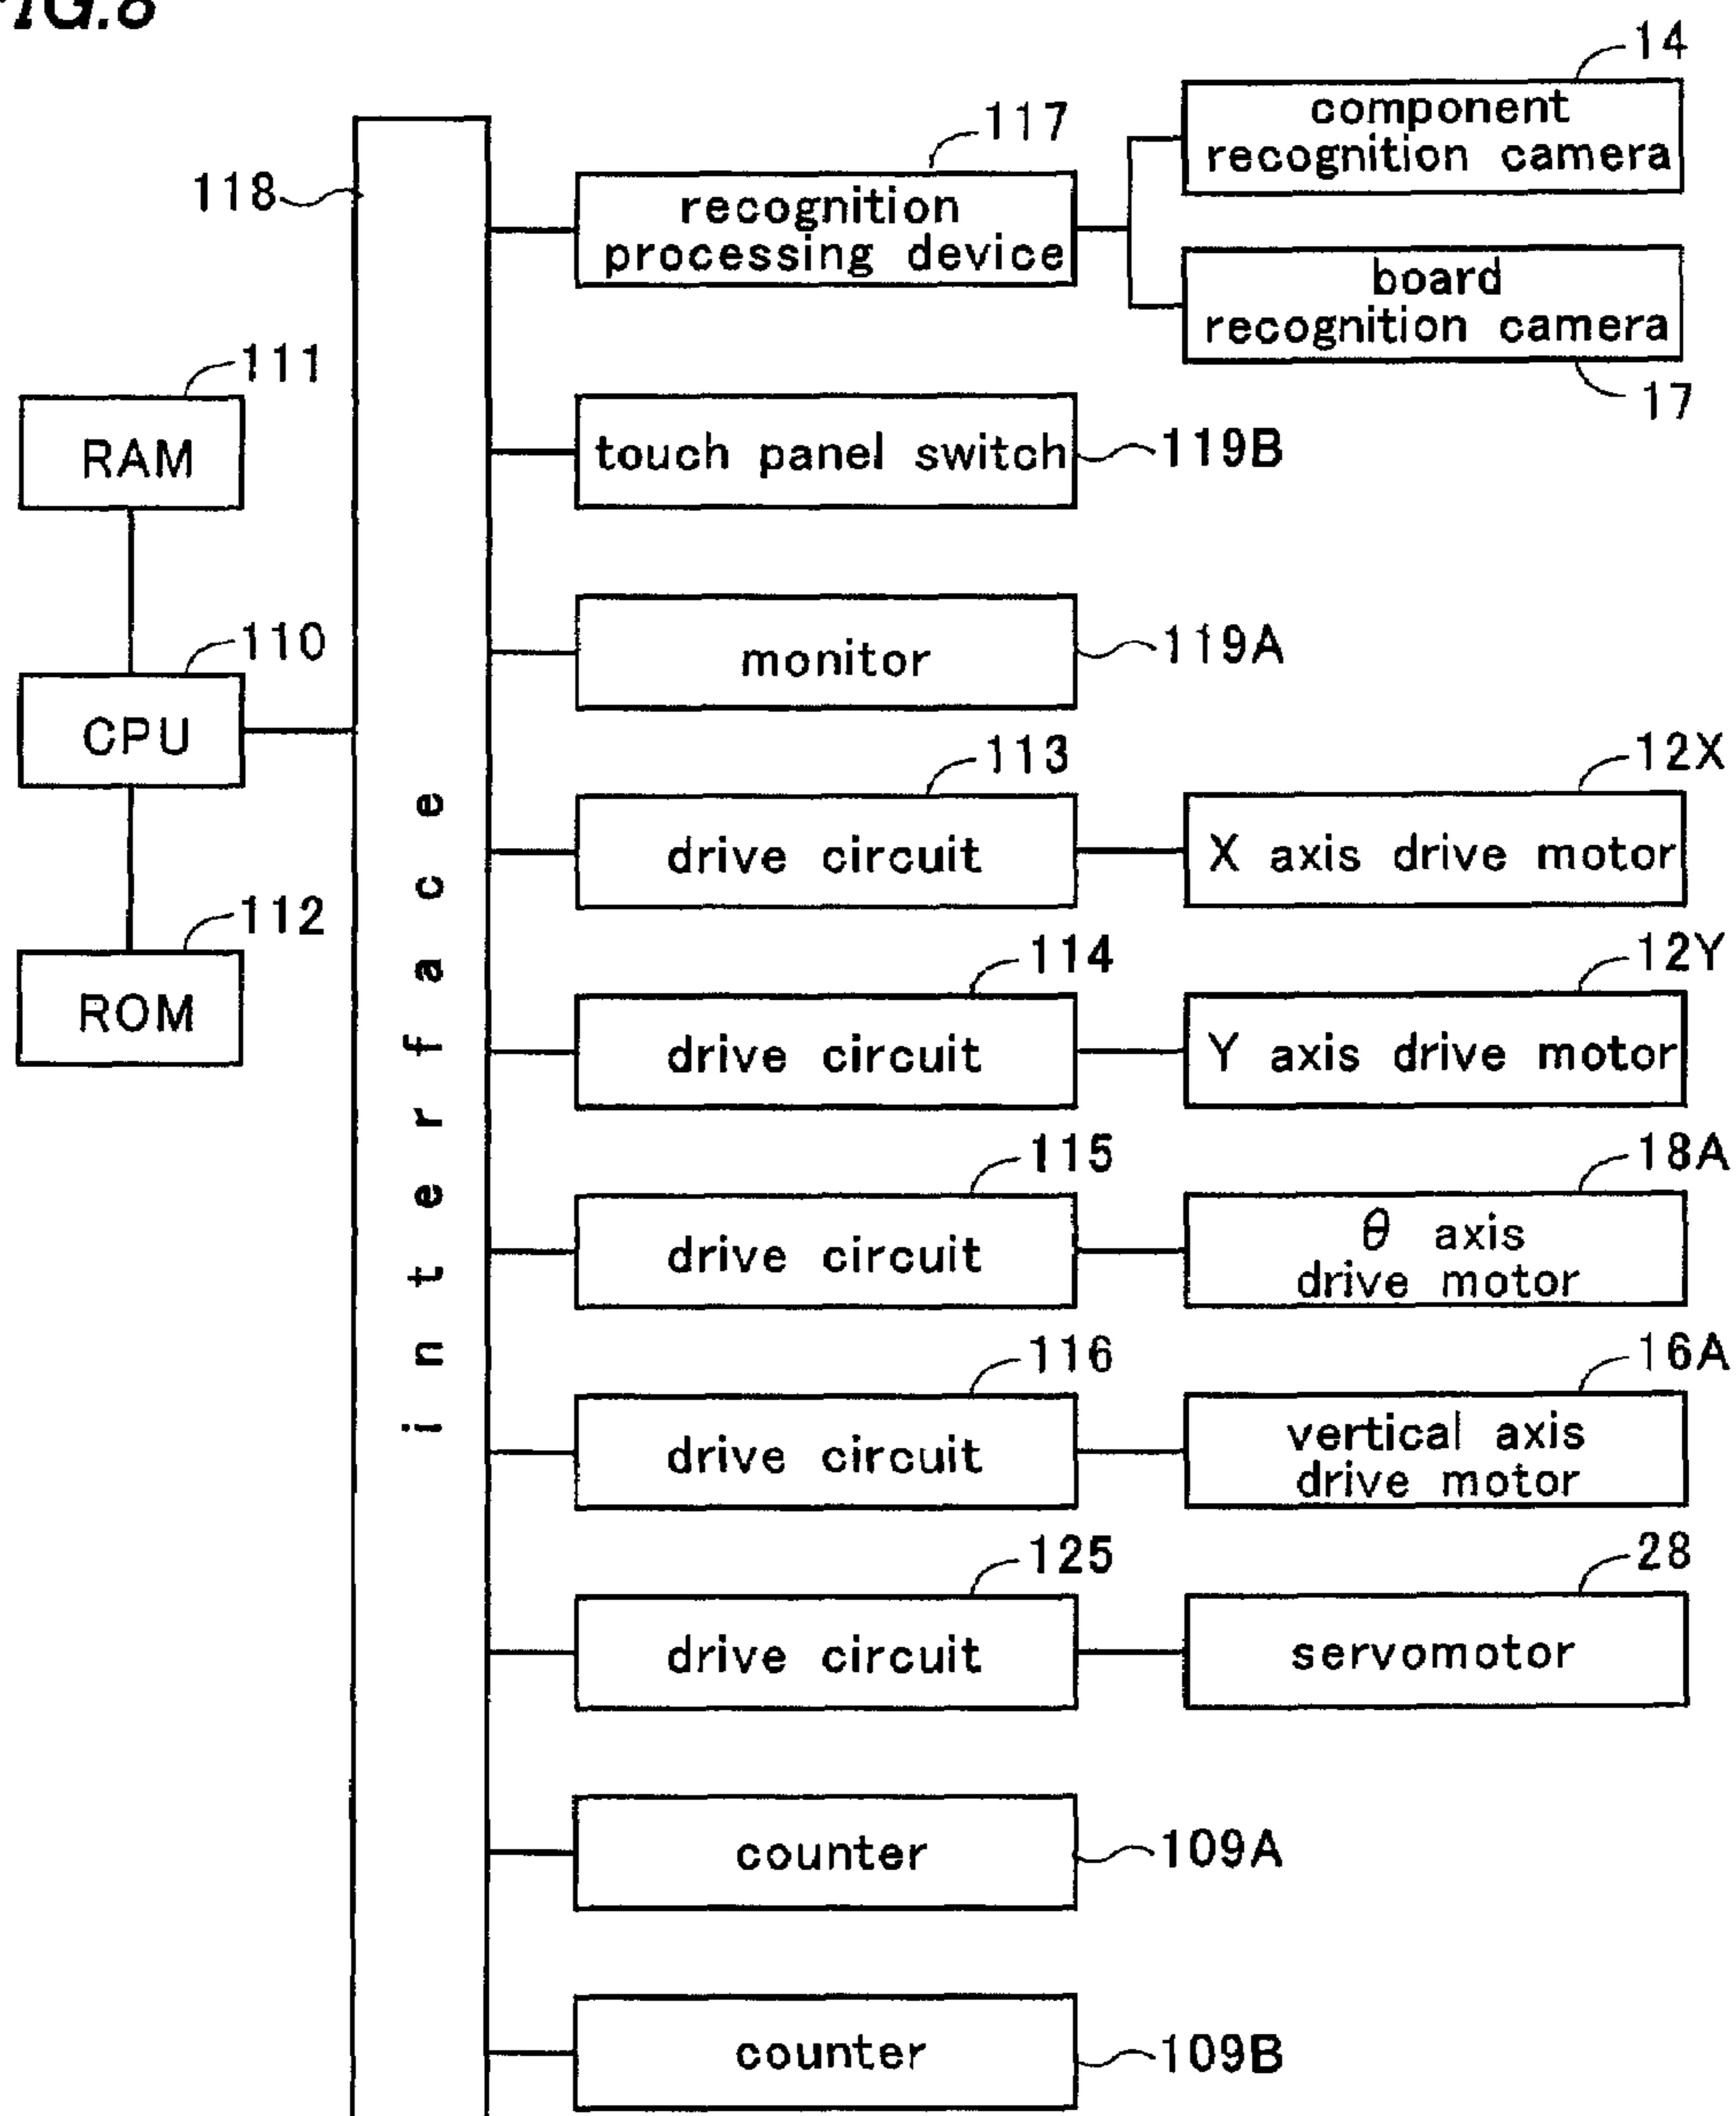 FIG.8
14
component
recognition camera
117
118
recognition
processing device
board
recognition camera
17
111
RAM
touch panel switch
119B
110
CPU
monitor
119A
interface
113
drive circuit
12X
X axis drive motor
112
ROM
114
drive circuit
12Y
Y axis drive motor
115
drive circuit
18A
θ axis
drive motor
116
drive circuit
16A
vertical axis
drive motor
125
drive circuit
28
servomotor
counter
109A
counter
109B